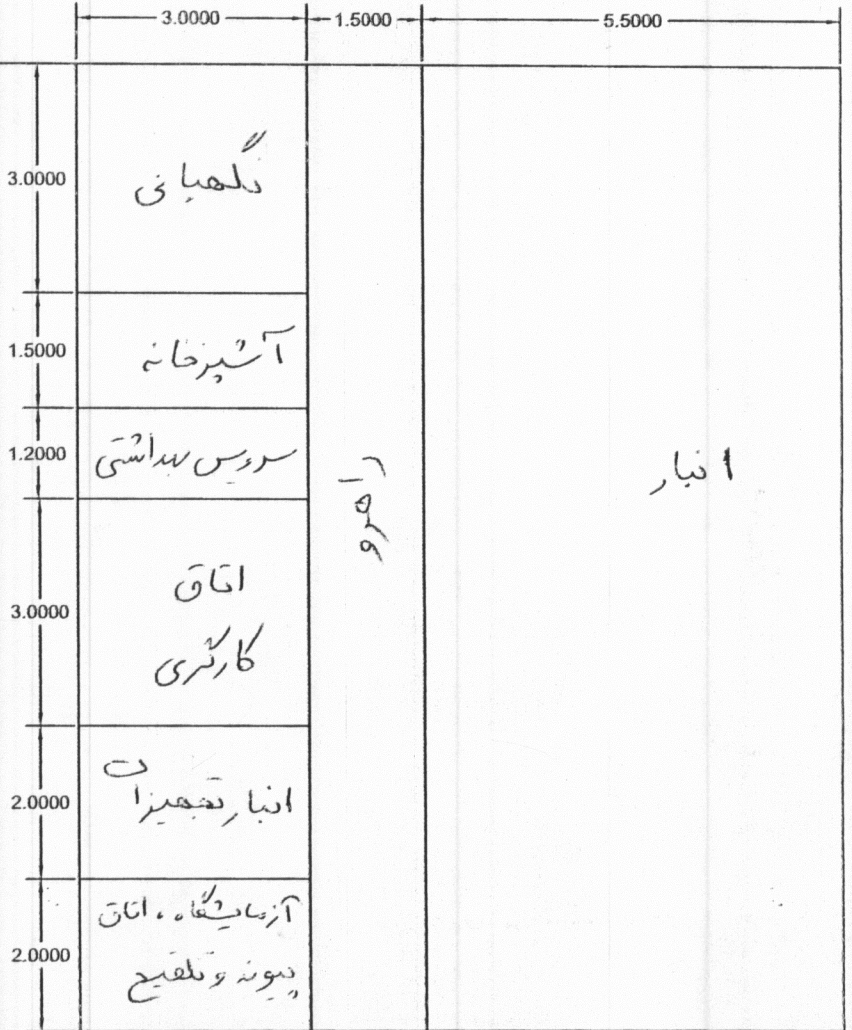 3.0000
1.5000
5.5000
3.0000
نگهبانی
1.5000
آشپزخانه
1.2000
سرویس بهداشتی
راهرو
انبار
3.0000
اتاق
کارگری
2.0000
انبار تجهیزات
2.0000
آزمایشگاه، اتاق
پیوند و تلقیح